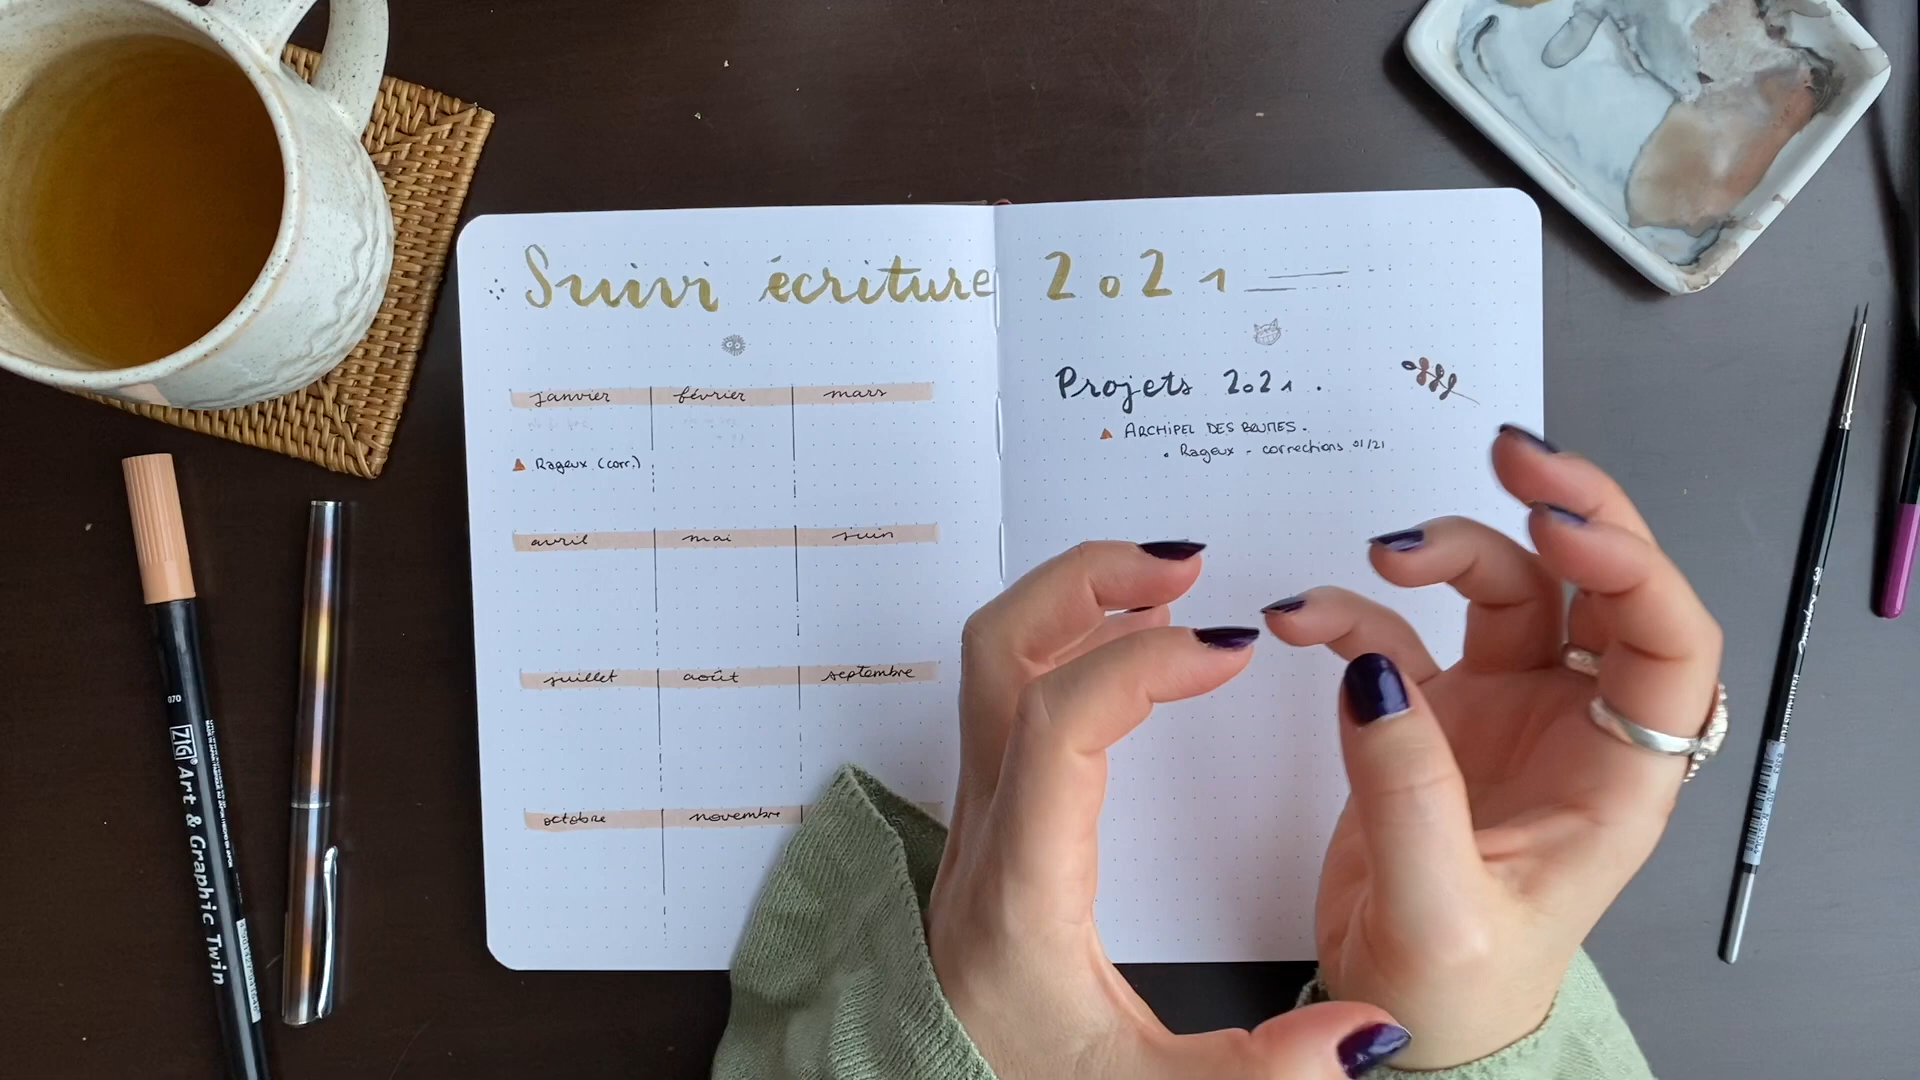 Suivi écriture 2021
janvier février mars
Rageux (corr.)
avril mai juin
juillet août septembre
octobre novembre
Projets 2021.
ARCHIPEL DES BRUMES.
• Rageux - corrections 01/21
070
ZIG® Art & Graphic Twin